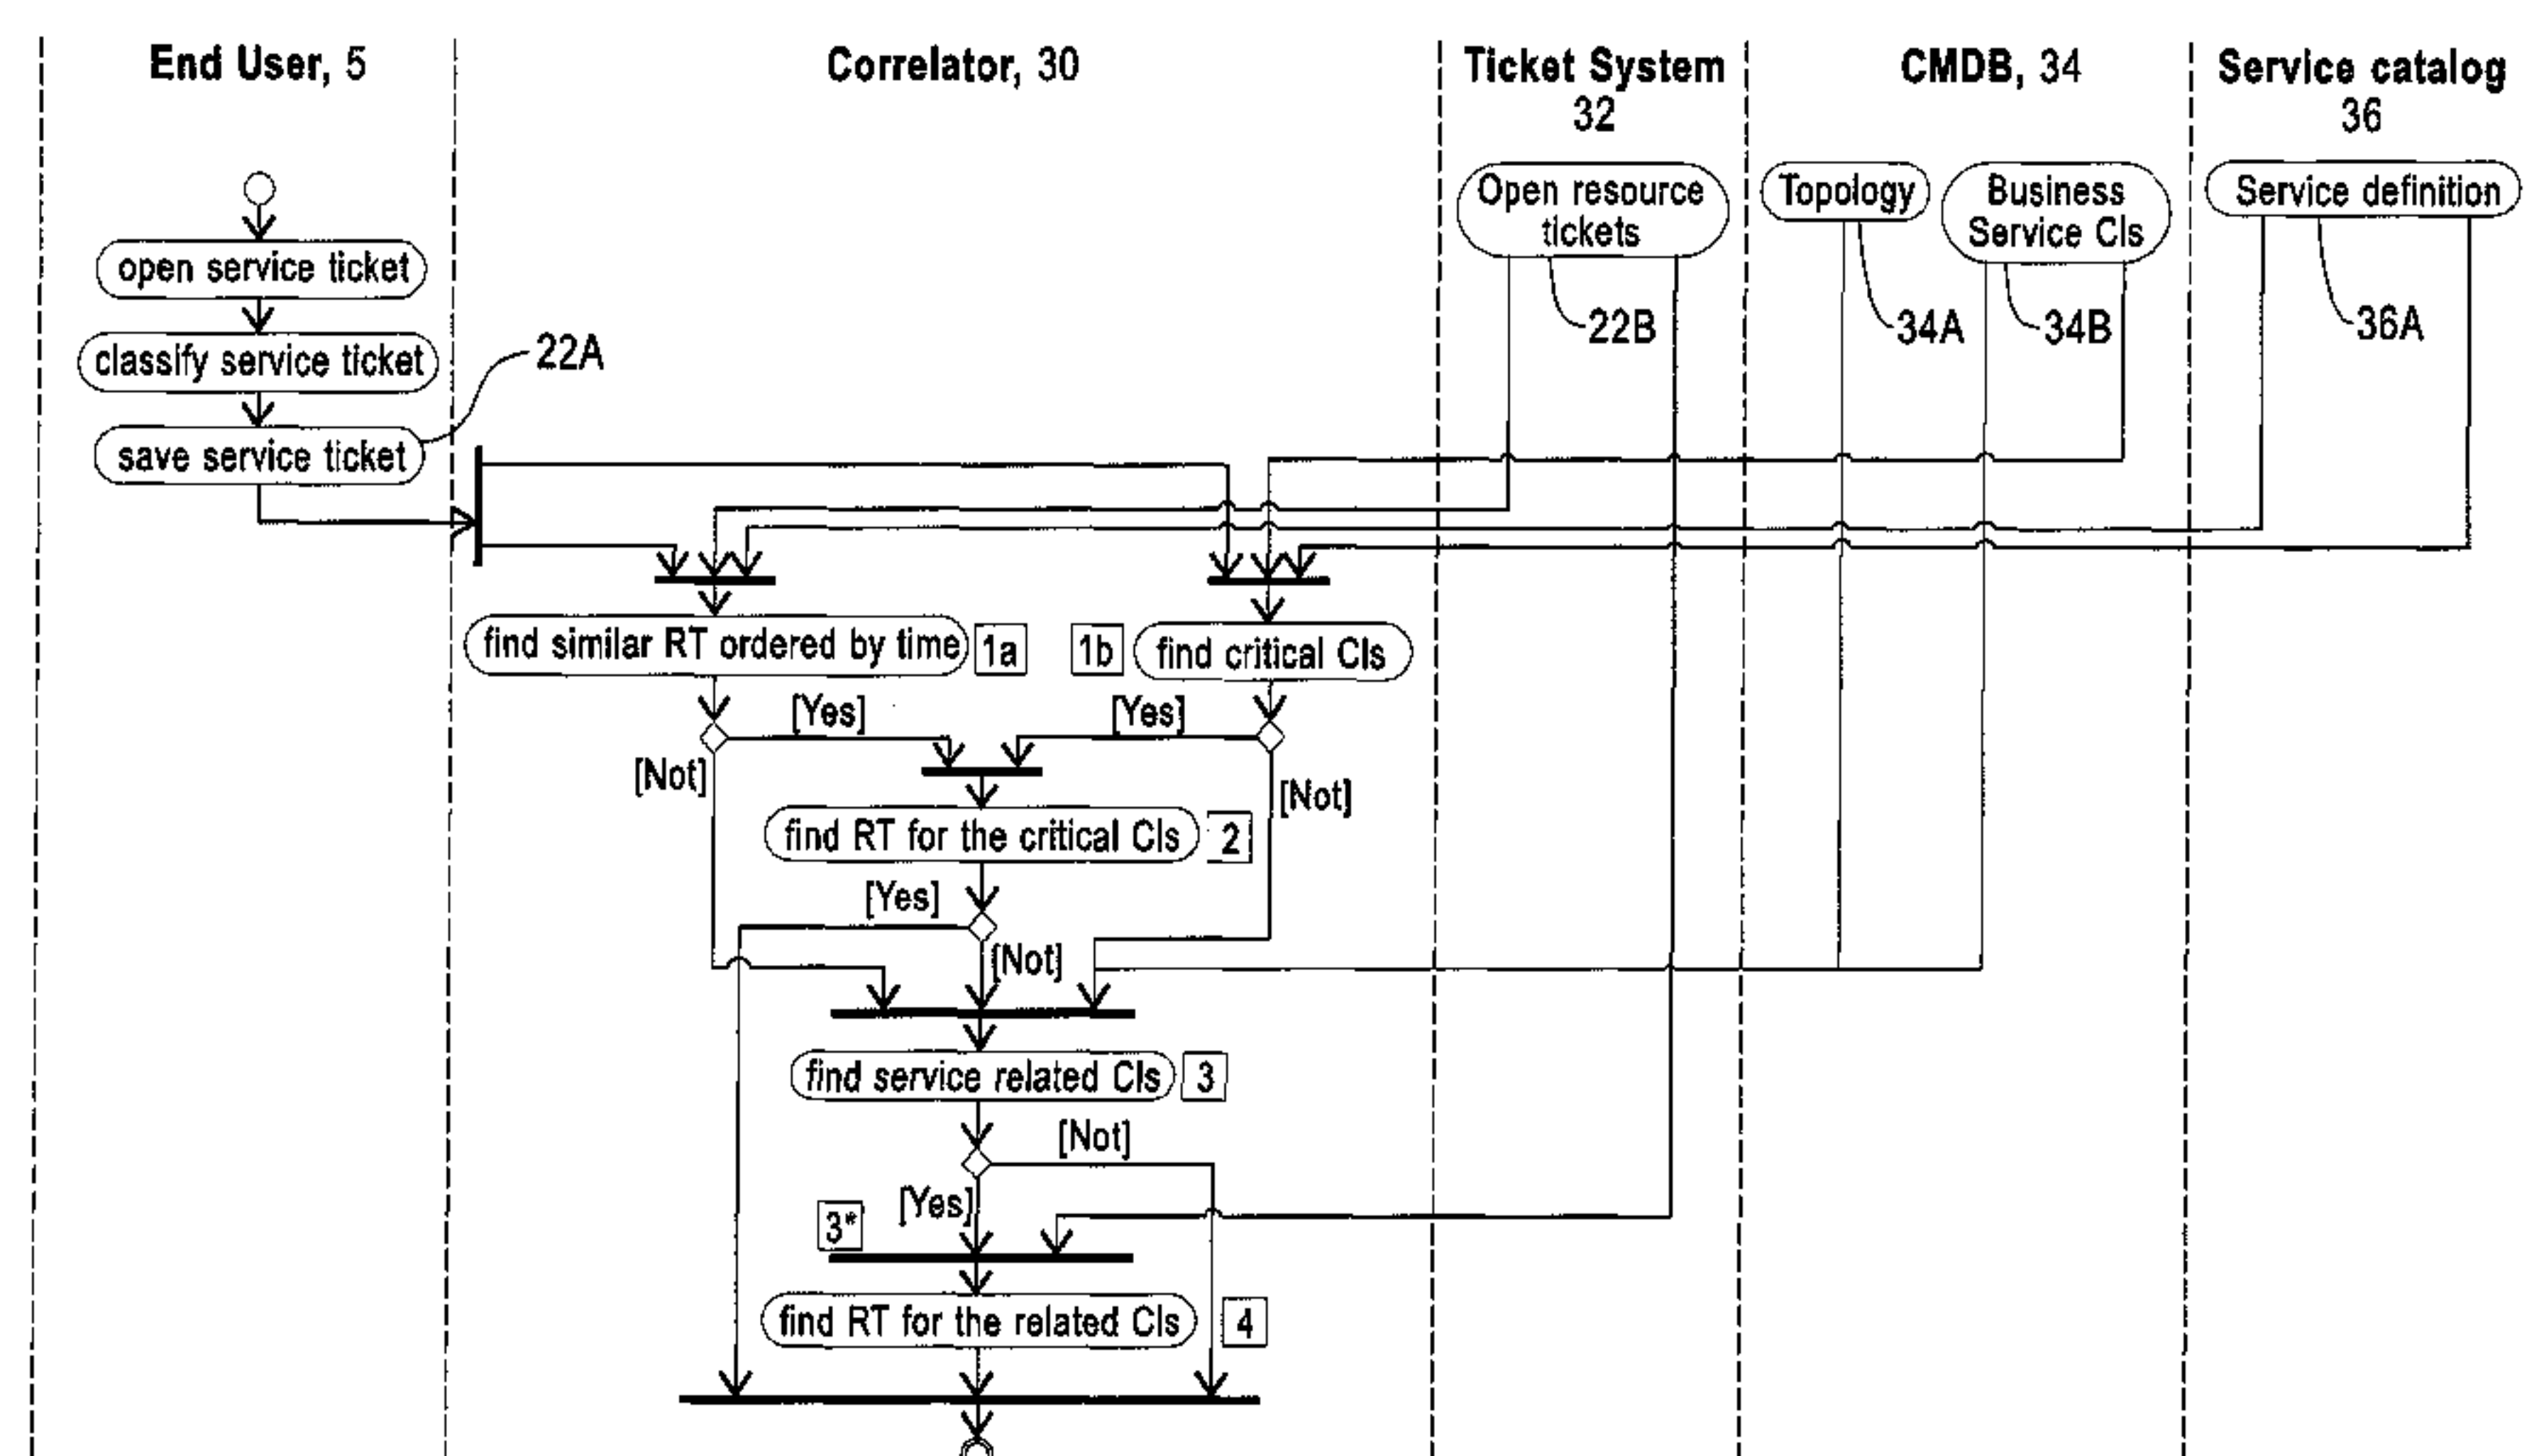 End User, 5
Correlator, 30
Ticket System
32
CMDB, 34
Service catalog
36
Open resource
tickets
Topology
Business
Service CIs
Service definition
open service ticket
classify service ticket
save service ticket
22A
22B
34A
34B
36A
find similar RT ordered by time
1a
1b
find critical CIs
[Yes]
[Yes]
[Not]
[Not]
find RT for the critical CIs
2
[Yes]
[Not]
find service related CIs
3
[Not]
[Yes]
3*
find RT for the related CIs
4